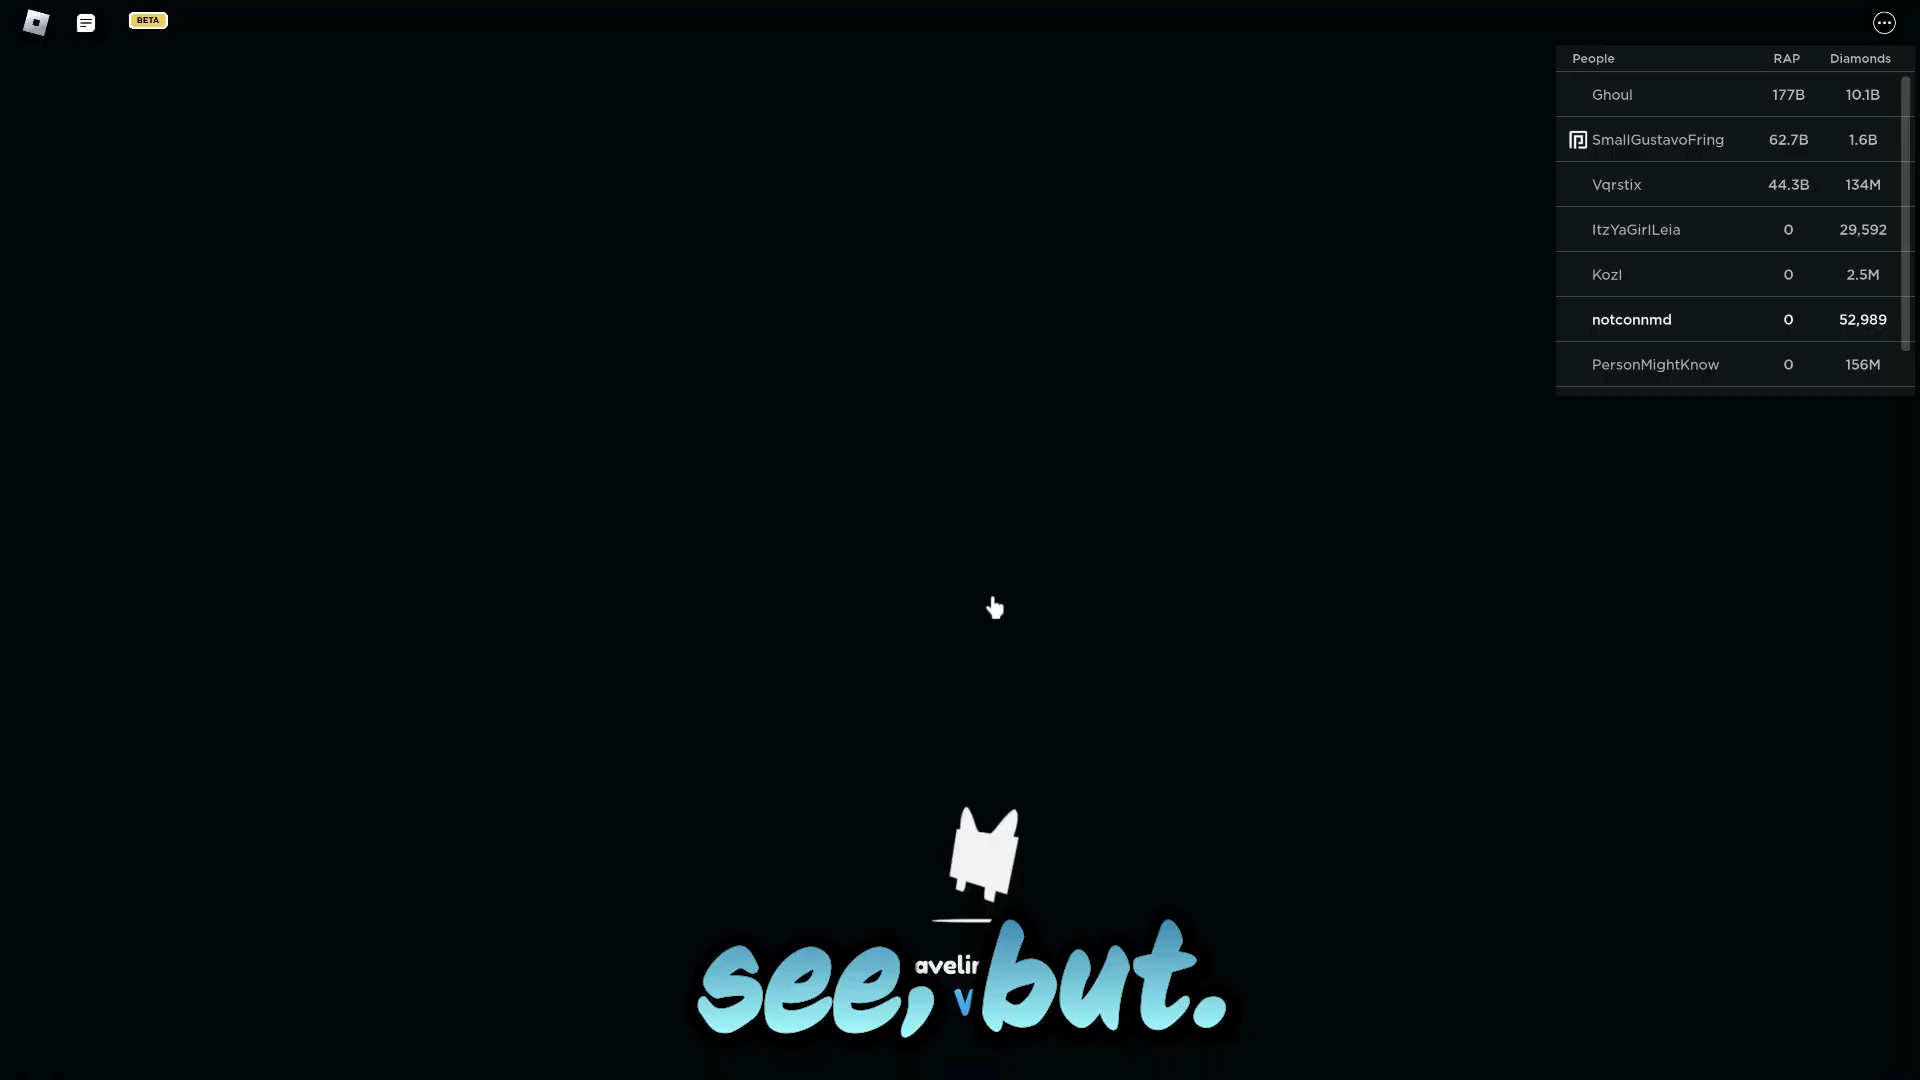 BETA
People RAP Diamonds
Ghoul 177B 10.1B
SmallGustavoFring 62.7B 1.6B
Vqrstix 44.3B 134M
ItzYaGirlLeia 0 29,592
Kozl 0 2.5M
notconnmd 0 52,989
PersonMightKnow 0 156M
see, but.